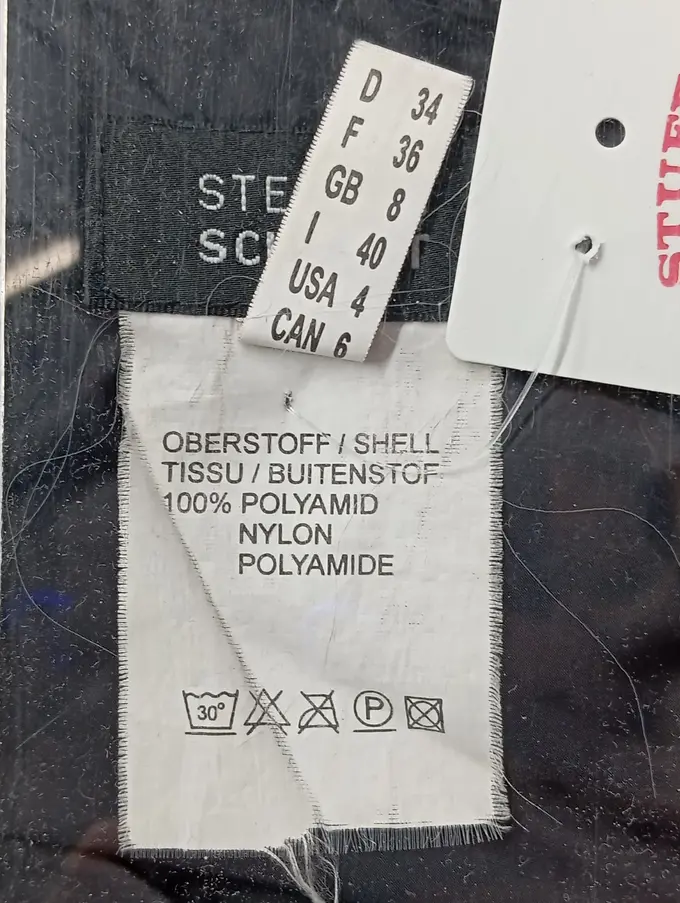 D 34
F 36
GB 8
I 40
USA 4
CAN 6
OBERSTOFF / SHELL
TISSU / BUITENSTOF
100% POLYAMID
NYLON
POLYAMIDE
30° P